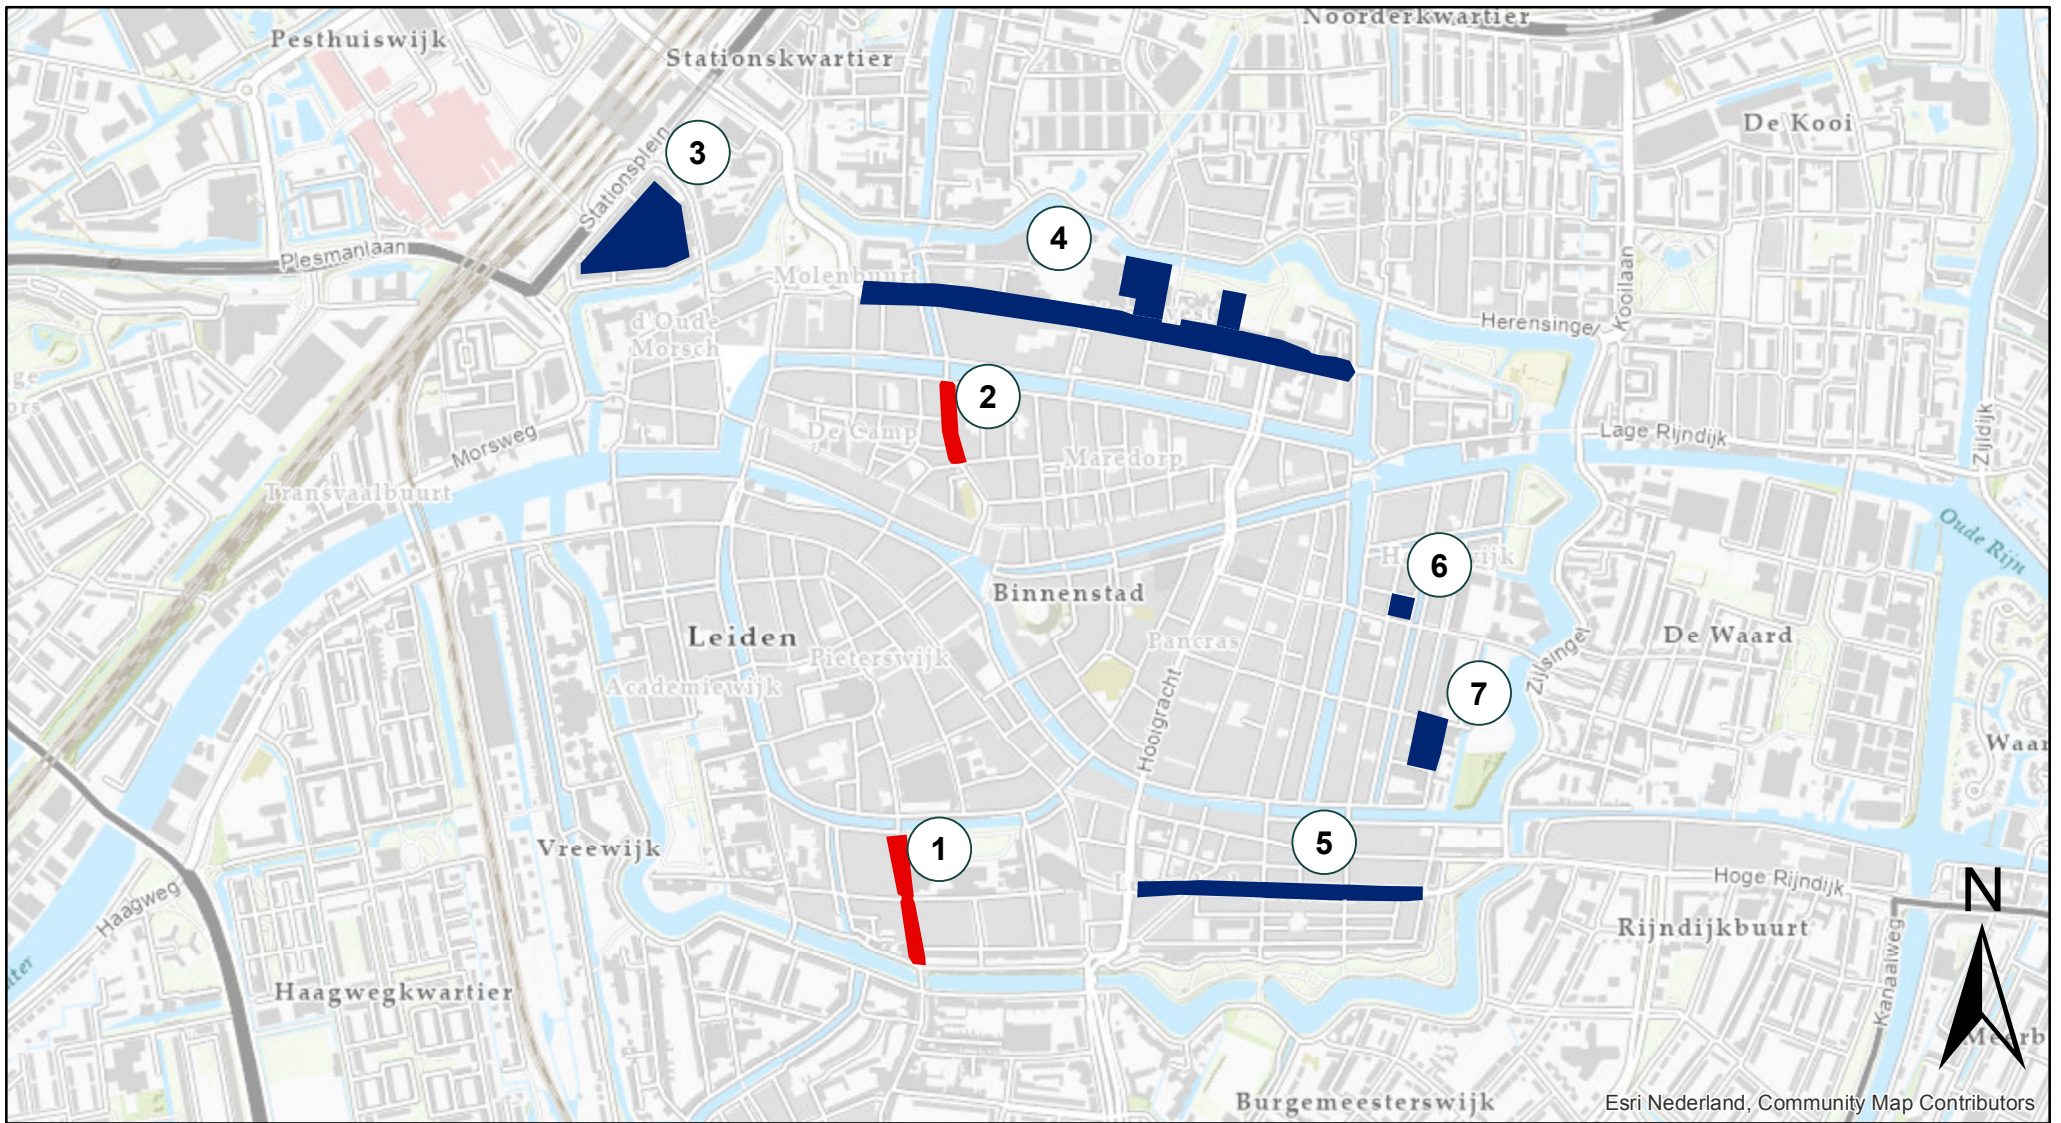 Noorderkwartier
Pesthuiswijk
Stationskwartier
De Kooi
Stationsplein
3
4
Plesmanlaan
Molenbuurt
Kooilaan
d'Oude
Morsch
Herensingel
2
De Camp
Lage Rijndijk
Zijldijk
Morsweg
Maredorp
Transvaalbuurt
Oude Rijn
6
Binnenstad
Leiden
De Waard
Pancras
Pieterswijk
Zijlsingel
Academiewijk
7
Hooigracht
Waar
1
5
Vreewijk
Hoge Rijndijk
Haagweg
N
Rijndijkbuurt
Kanaalweg
Haagwegkwartier
Meerb
Burgemeesterswijk
Esri Nederland, Community Map Contributors